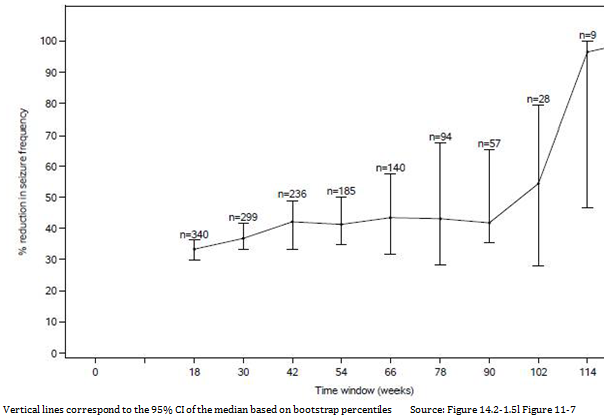 100
90
80
70
60
50
40
30
20
10
0
% reduction in seizure frequency
n=340
n=299
n=236
n=185
n=140
n=94
n=57
n=28
n=9
0
18
30
42
54
66
78
90
102
114
Time window (weeks)
Vertical lines correspond to the 95% CI of the median based on bootstrap percentiles Source: Figure 14.2-1.5l Figure 11-7